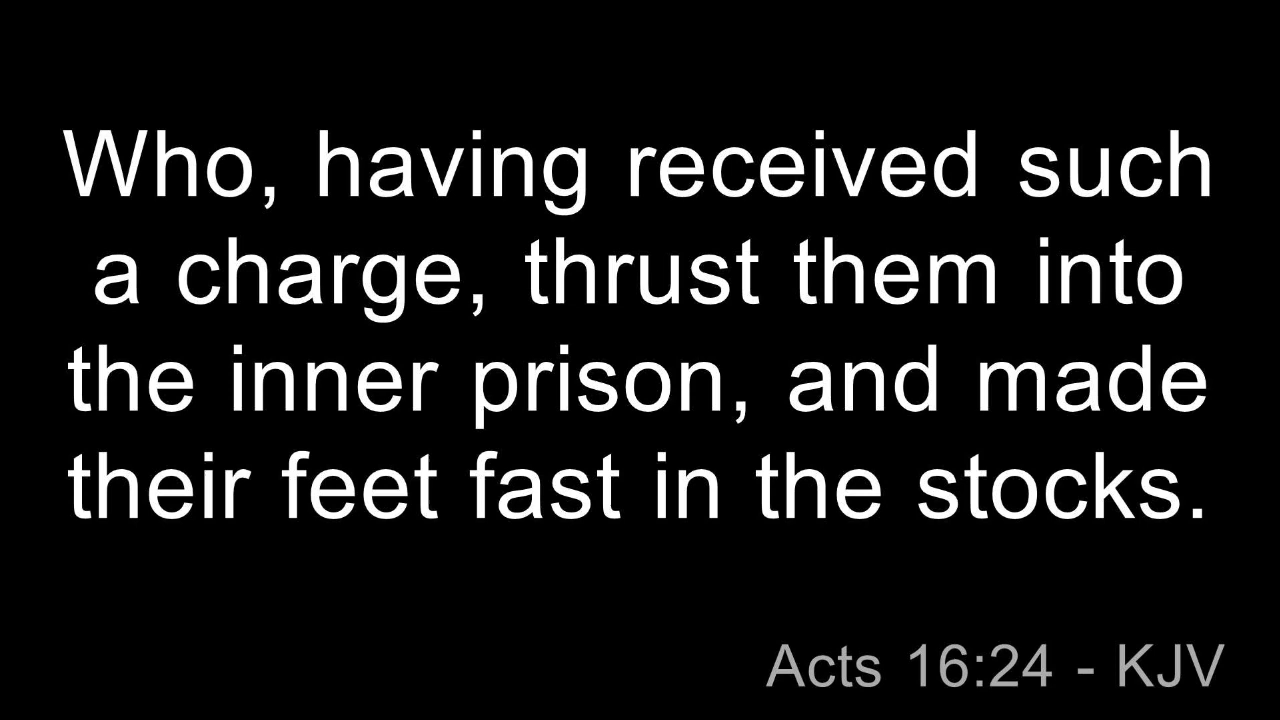 Who, having received such
a charge, thrust them into
the inner prison, and made
their feet fast in the stocks.
Acts 16:24 - KJV